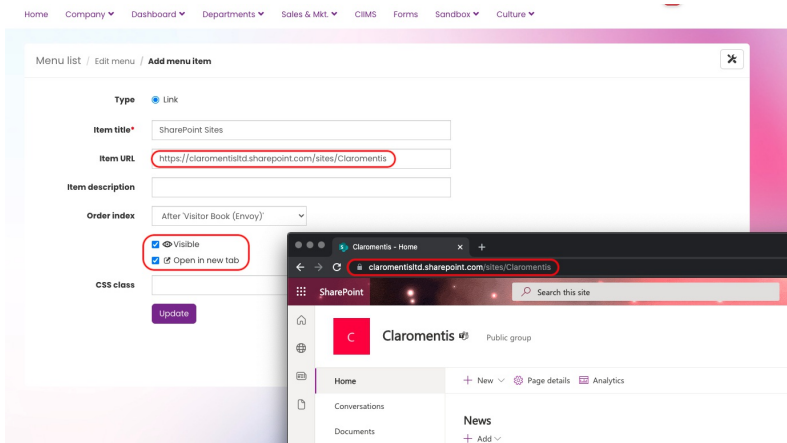 Home Company Dashboard Departments Sales & Mkt. CIIMS Forms Sandbox Culture
Menu list / Edit menu / Add menu item
Type Link
Item title* SharePoint Sites
Item URL https://claromentisltd.sharepoint.com/sites/Claromentis
Item description
Order index After 'Visitor Book (Envoy)'
Visible
Open in new tab
CSS class
Update
Claromentis - Home
claromentisltd.sharepoint.com/sites/Claromentis
SharePoint Search this site
C Claromentis Public group
Home
Conversations
Documents
New Page details Analytics
News
Add